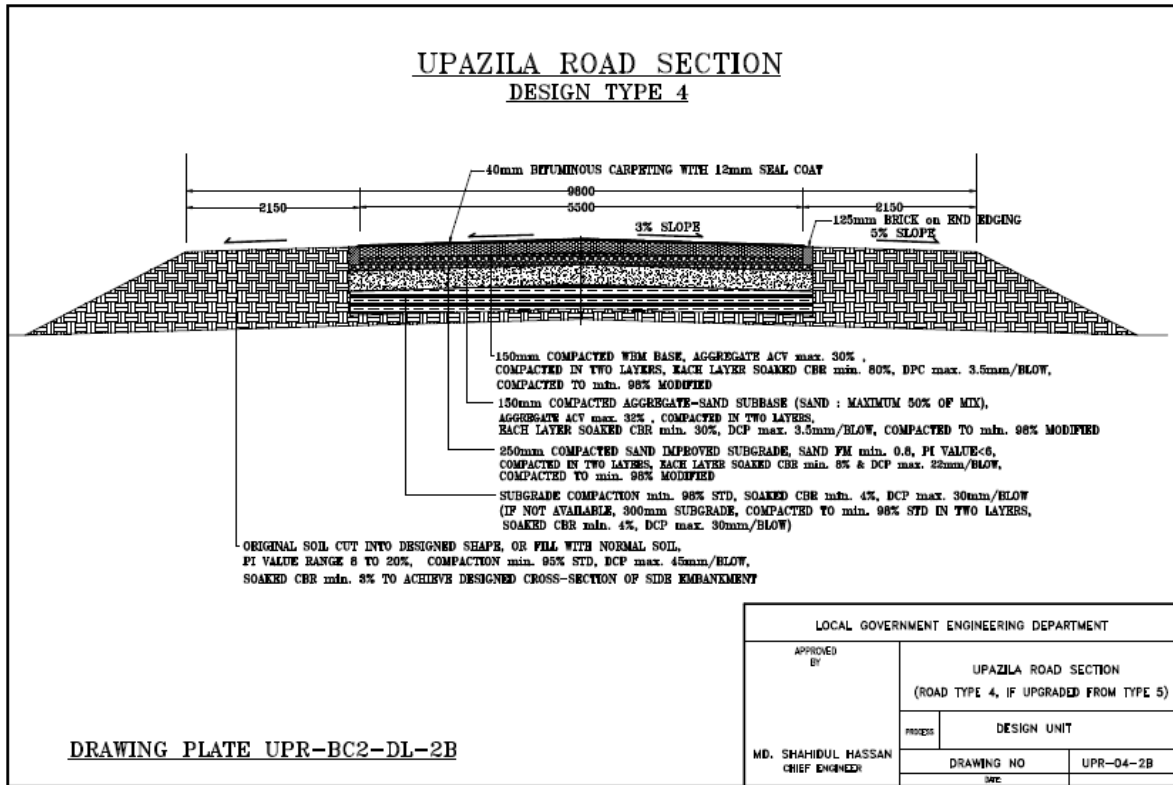 UPAZILA ROAD SECTION
DESIGN TYPE 4
40mm BITUMINOUS CARPETING WITH 12mm SEAL COAT
9800
2150
5500
2150
125mm BRICK on END EDGING
3% SLOPE
5% SLOPE
150mm COMPACTED WBM BASE, AGGREGATE ACV max. 30% ,
COMPACTED IN TWO LAYERS, EACH LAYER SOAKED CBR min. 80%, DPC max. 3.5mm/BLOW,
COMPACTED TO min. 98% MODIFIED
150mm COMPACTED AGGREGATE-SAND SUBBASE (SAND : MAXIMUM 50% OF MIX),
AGGREGATE ACV max. 32% , COMPACTED IN TWO LAYERS,
EACH LAYER SOAKED CBR min. 30%, DCP max. 3.5mm/BLOW, COMPACTED TO min. 98% MODIFIED
250mm COMPACTED SAND IMPROVED SUBGRADE, SAND FM min. 0.8, PI VALUE<6,
COMPACTED IN TWO LAYERS, EACH LAYER SOAKED CBR min. 8% & DCP max. 22mm/BLOW,
COMPACTED TO min. 98% MODIFIED
SUBGRADE COMPACTION min. 98% STD, SOAKED CBR min. 4%, DCP max. 30mm/BLOW
(IF NOT AVAILABLE, 300mm SUBGRADE, COMPACTED TO min. 98% STD IN TWO LAYERS,
SOAKED CBR min. 4%, DCP max. 30mm/BLOW)
ORIGINAL SOIL CUT INTO DESIGNED SHAPE, OR FILL WITH NORMAL SOIL,
PI VALUE RANGE 8 TO 20%, COMPACTION min. 95% STD, DCP max. 45mm/BLOW,
SOAKED CBR min. 3% TO ACHIEVE DESIGNED CROSS-SECTION OF SIDE EMBANKMENT
LOCAL GOVERNMENT ENGINEERING DEPARTMENT
APPROVED
BY
UPAZILA ROAD SECTION
(ROAD TYPE 4, IF UPGRADED FROM TYPE 5)
PROCESS
DESIGN UNIT
MD. SHAHIDUL HASSAN
CHIEF ENGINEER
DRAWING NO
UPR-04-2B
DATE
DRAWING PLATE UPR-BC2-DL-2B